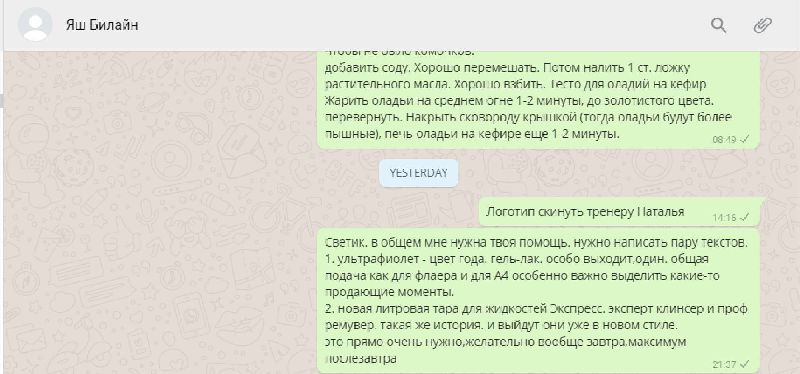 Яш Билайн
чтобы не было комочков.
добавить соду. Хорошо перемешать. Потом налить 1 ст. ложку
растительного масла. Хорошо взбить. Тесто для оладий на кефир
Жарить оладьи на среднем огне 1-2 минуты, до золотистого цвета.
перевернуть. Накрыть сковороду крышкой (тогда оладьи будут более
пышные), печь оладьи на кефире еще 1-2 минуты.
08:49
YESTERDAY
Логотип скинуть тренеру Наталья
14:16
Светик. в общем мне нужна твоя помощь. нужно написать пару текстов.
1. ультрафиолет - цвет года. гель-лак. особо выходит,один. общая
подача как для флаера и для А4 особенно важно выделить какие-то
продающие моменты.
2. новая литровая тара для жидкостей Экспресс. эксперт клинсер и проф
ремувер. такая же история. и выйдут они уже в новом стиле.
это прямо очень нужно,желательно вообще завтра,максимум
послезавтра
21:37